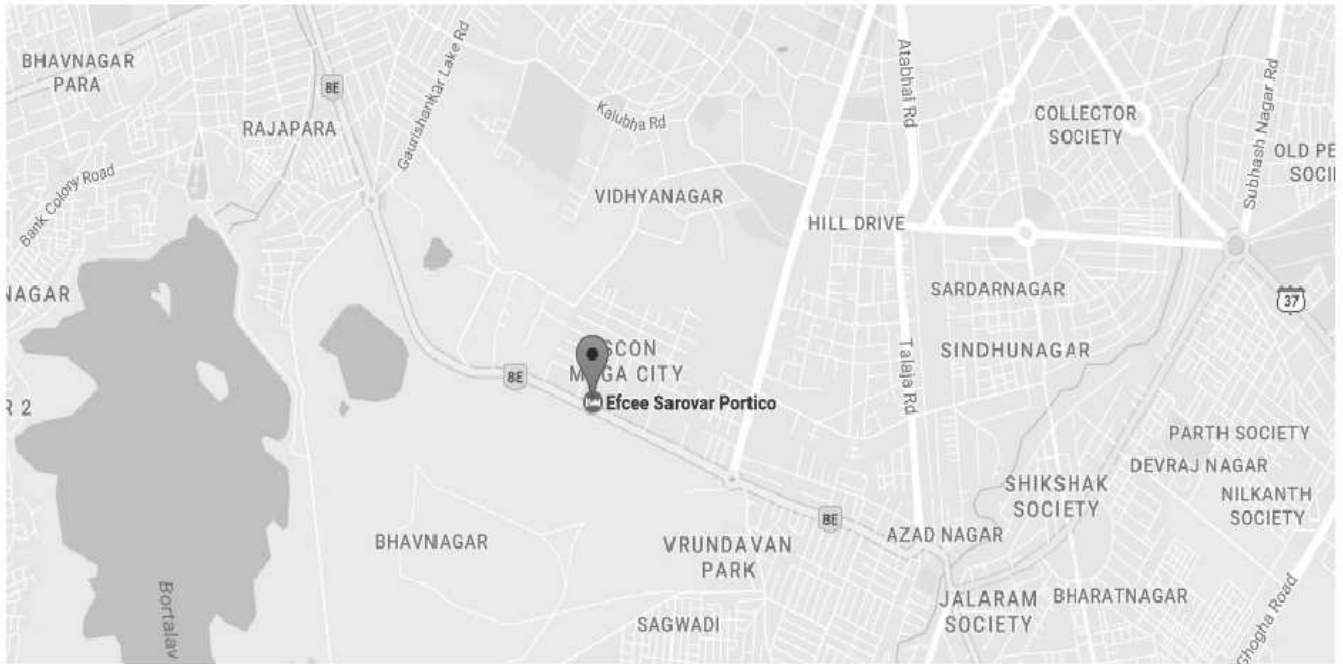 BHAVNAGAR
PARA
8E
RAJAPARA
Gaurishankar Lake Rd
Kalubha Rd
Atabhai Rd
COLLECTOR
SOCIETY
Subhash Nagar Rd
OLD PE
SOCI
Bank Colony Road
VIDHYANAGAR
HILL DRIVE
NAGAR
SARDARNAGAR
37
SINDHUNAGAR
Talaja Rd
SCON
M GA CITY
8E
Efcee Sarovar Portico
R 2
PARTH SOCIETY
DEVRAJ NAGAR
NILKANTH
SOCIETY
SHIKSHAK
SOCIETY
8E
AZAD NAGAR
BHAVNAGAR
VRUNDAVAN
PARK
Bortalav
JALARAM
SOCIETY
BHARATNAGAR
SAGWADI
Ghogha Road